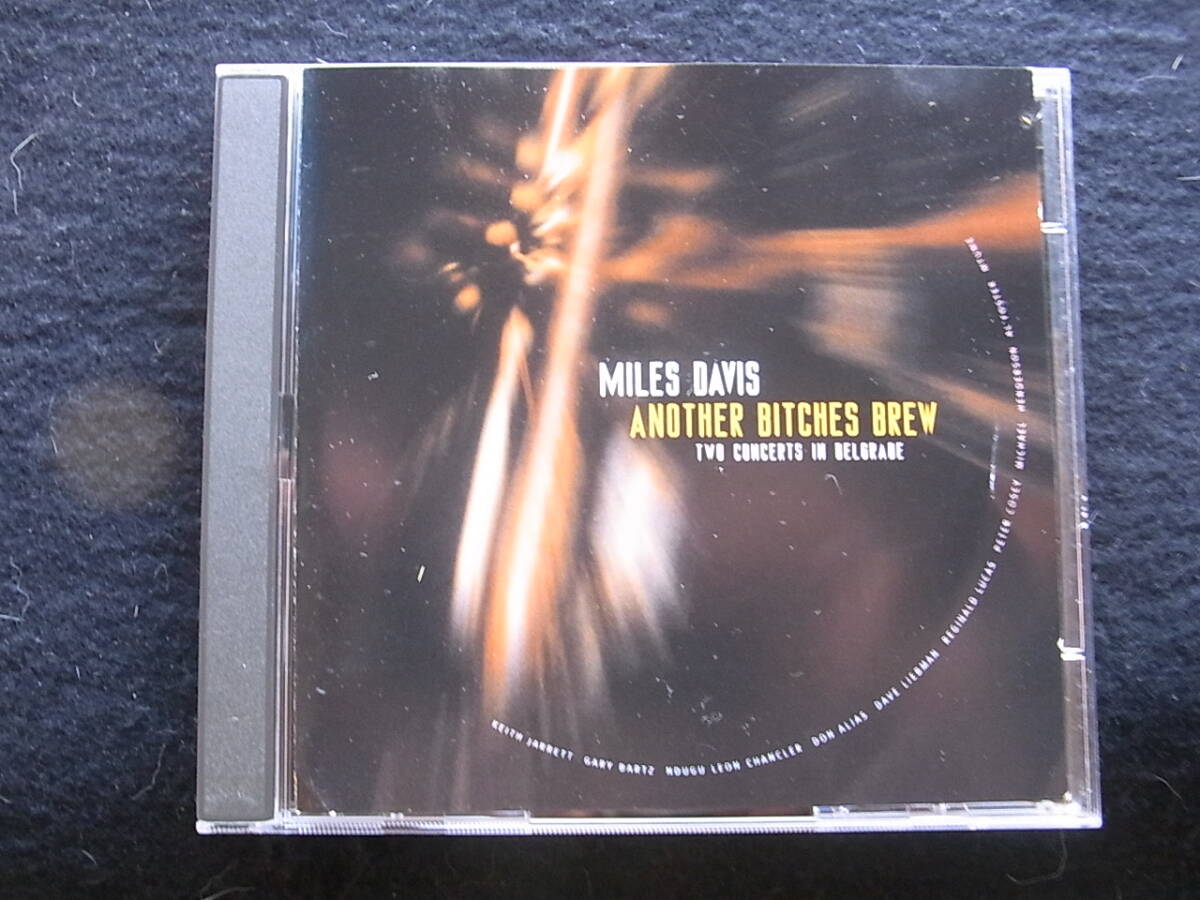 MILES DAVIS
ANOTHER BITCHES BREW
TWO CONCERTS IN BELGRADE
KEITH JARRETT GARY BARTZ NDUGU LEON CHANCLER DON ALIAS DAVE LIEBMAN REGINALD LUCAS PETER COSEY MICHAEL HENDERSON AL FOSTER MTUME